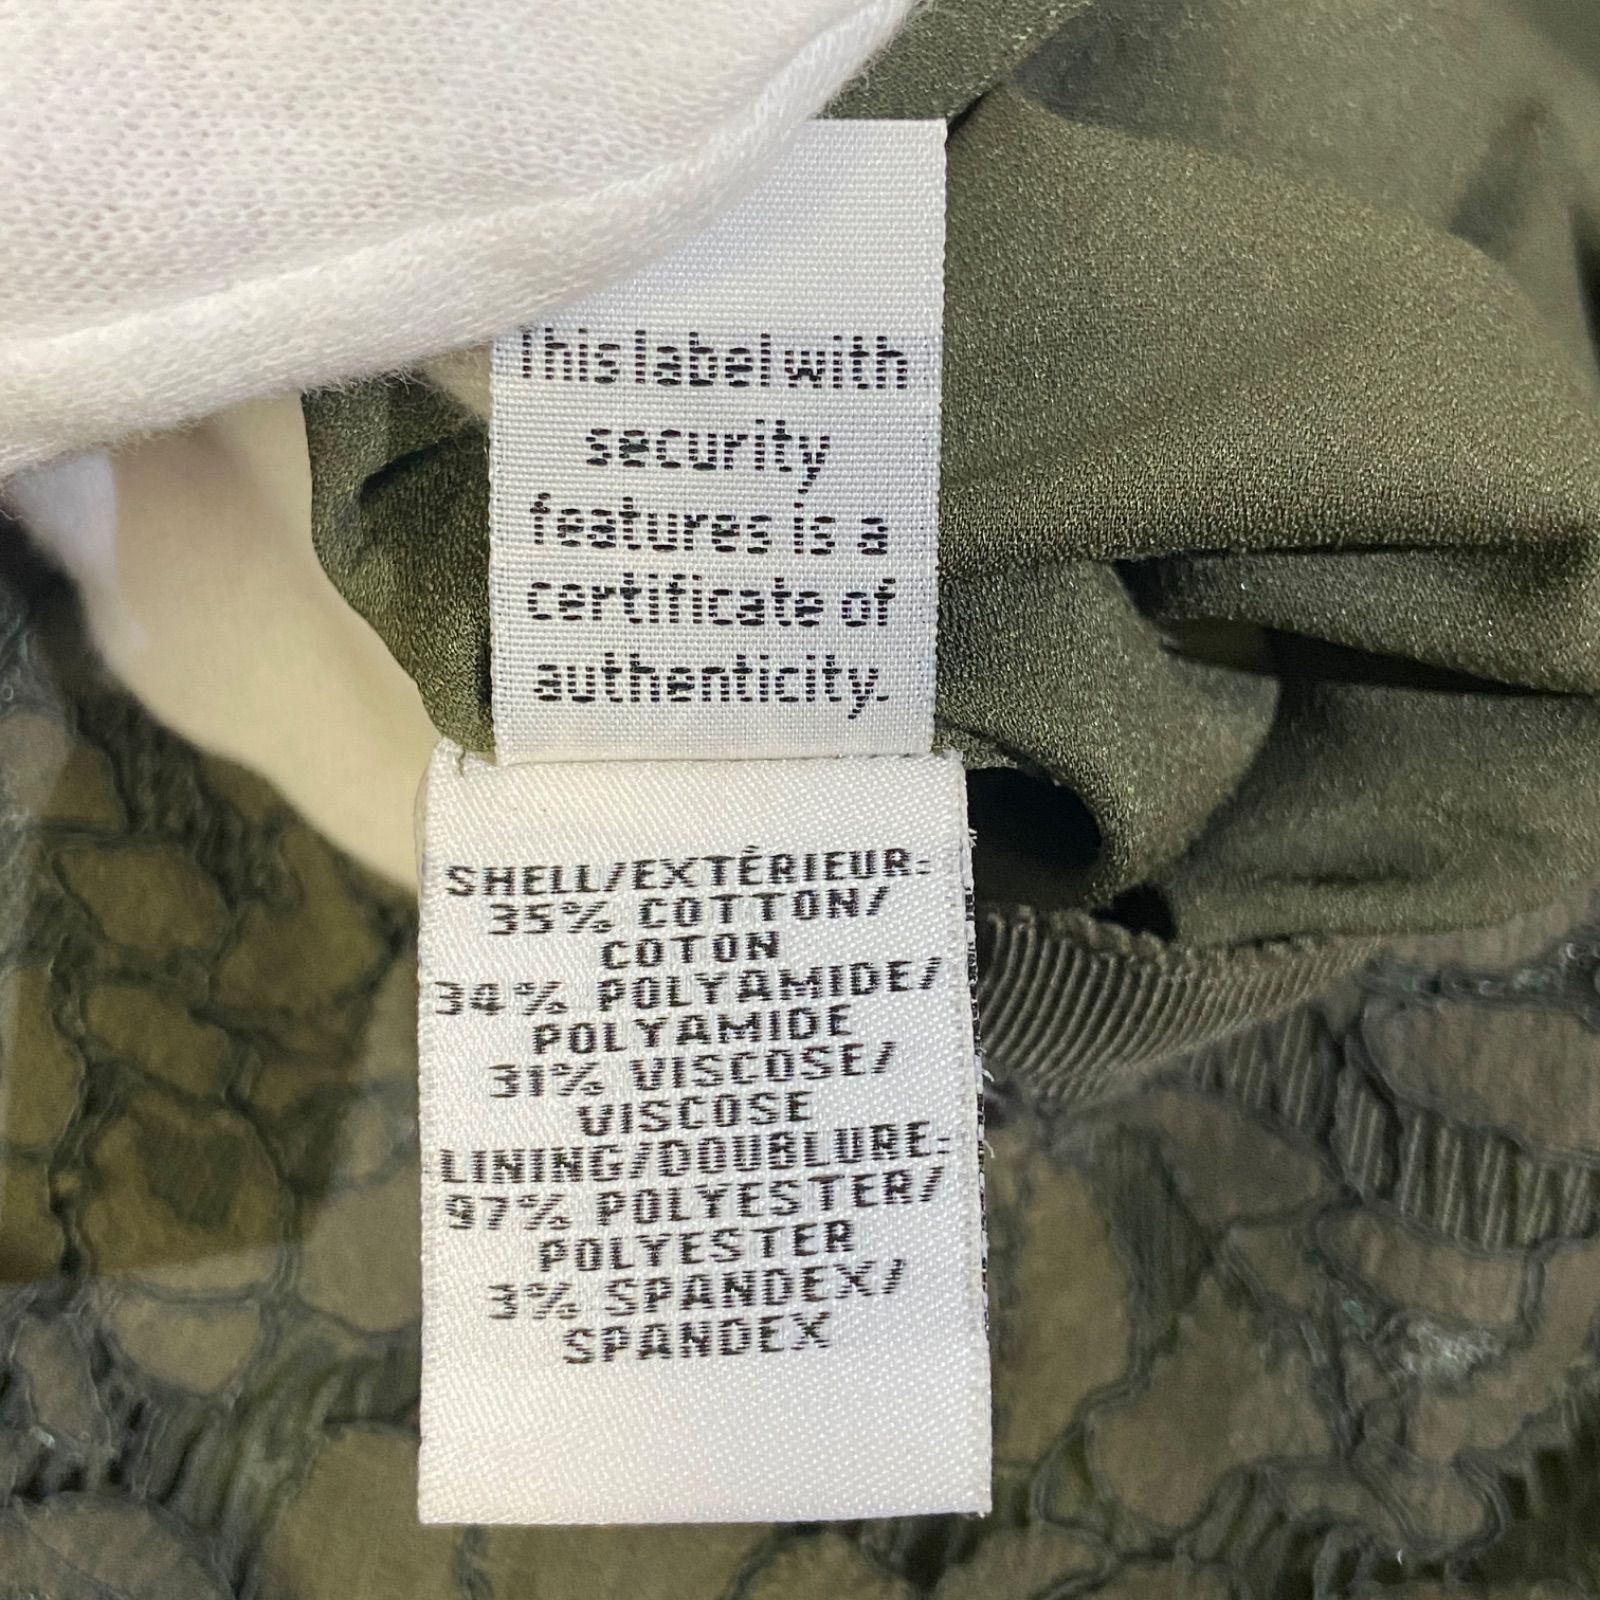 This label with
security
features is a
certificate of
authenticity.
SHELL/EXTÉRIEUR:
35% COTTON/
COTON
34% POLYAMIDE/
POLYAMIDE
31% VISCOSE/
VISCOSE
LINING/DOUBLURE:
97% POLYESTER/
POLYESTER
3% SPANDEX/
SPANDEX